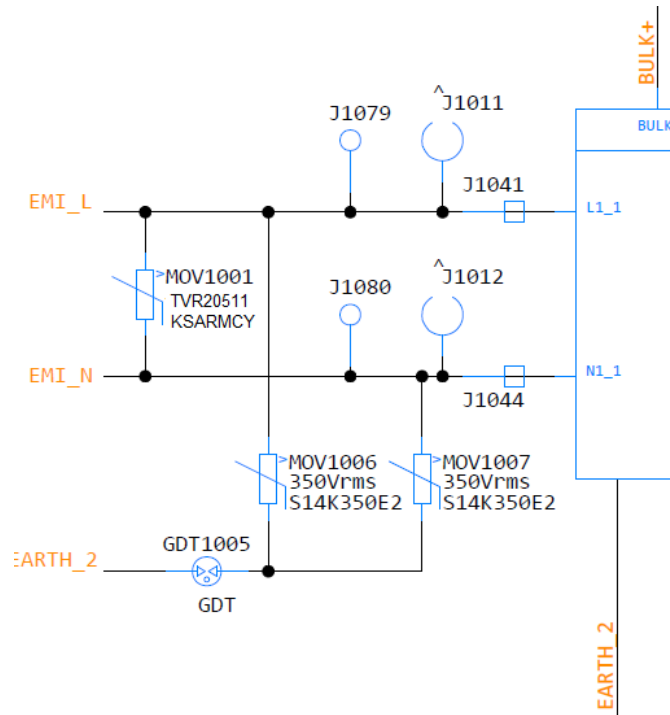 BULK+
^J1011
J1079
BULK
J1041
EMI_L
L1_1
>MOV1001
TVR20511
KSARMCY
^J1012
J1080
EMI_N
N1_1
J1044
>MOV1006
350Vrms
S14K350E2
>MOV1007
350Vrms
S14K350E2
GDT1005
EARTH_2
GDT
EARTH_2